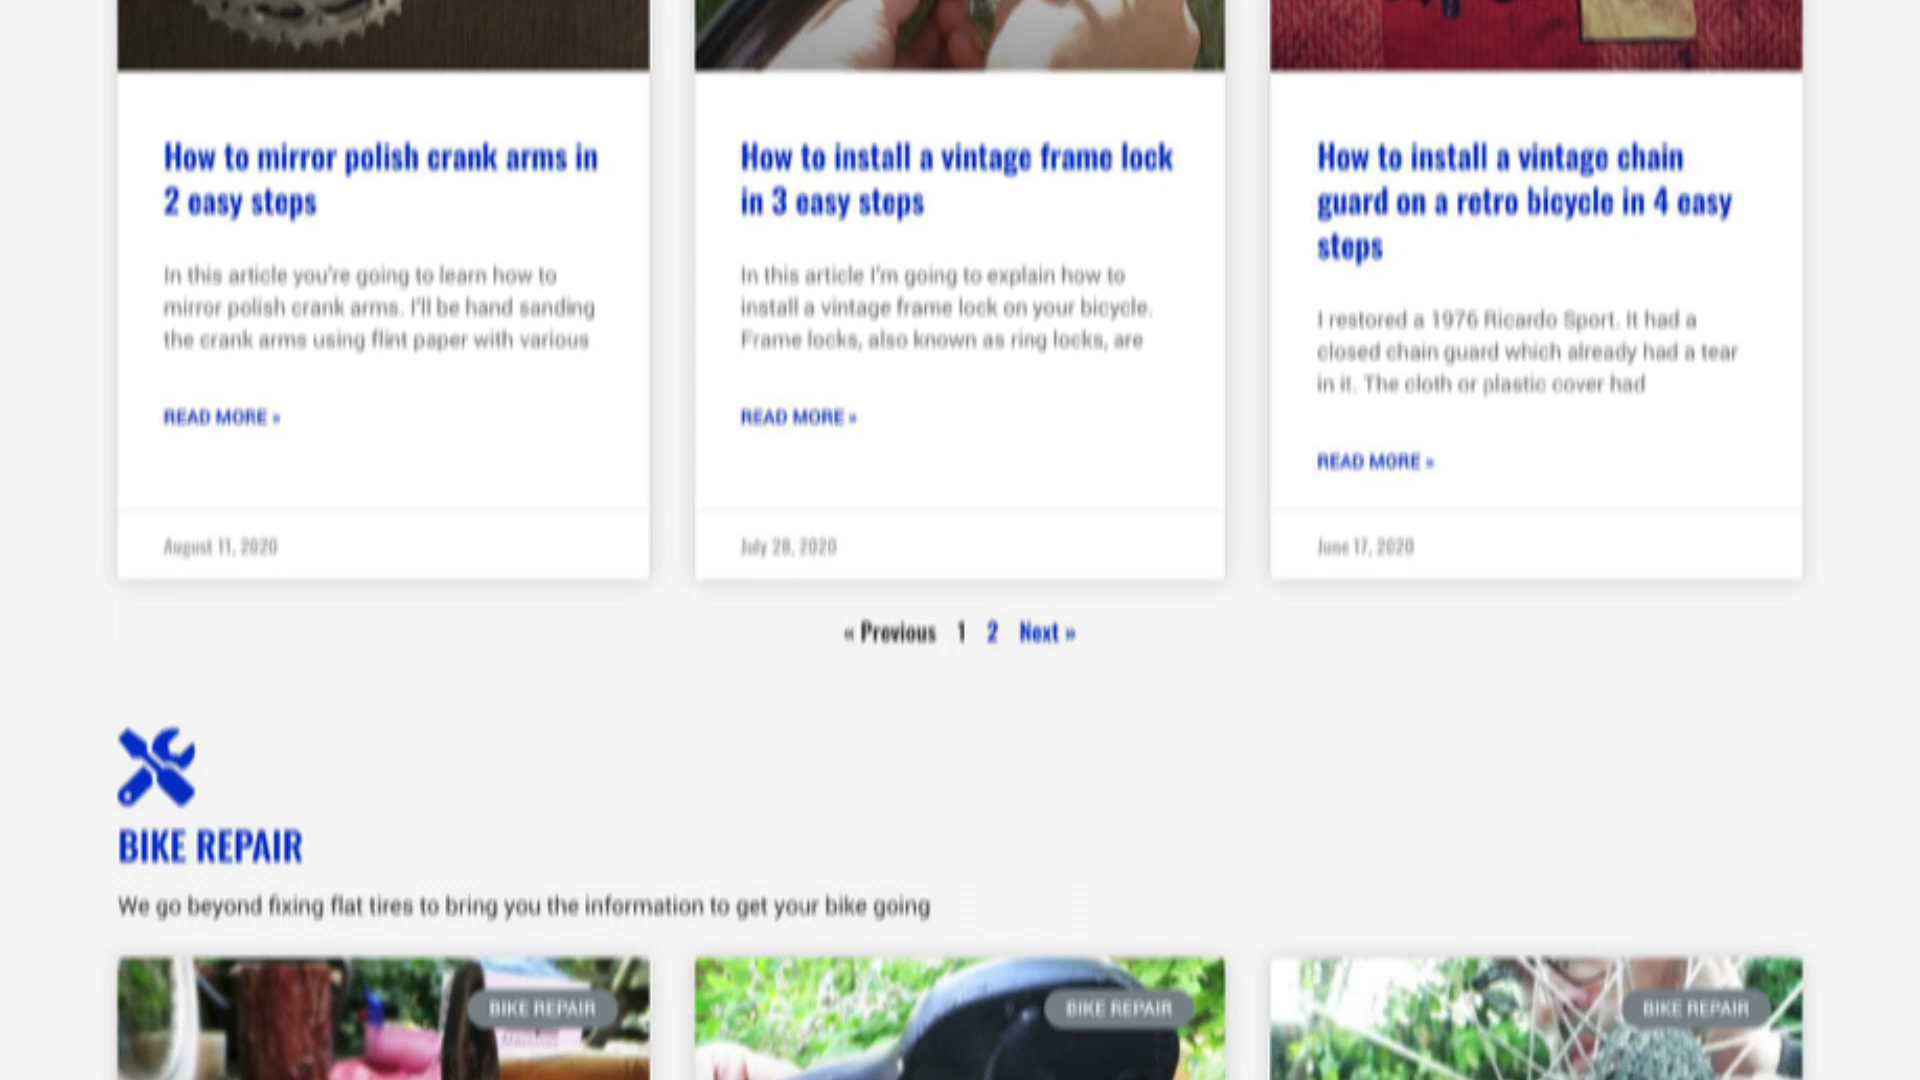 How to mirror polish crank arms in
2 easy steps
In this article you're going to learn how to
mirror polish crank arms. I'll be hand sanding
the crank arms using flint paper with various
READ MORE »
August 11, 2020
How to install a vintage frame lock
in 3 easy steps
In this article I'm going to explain how to
install a vintage frame lock on your bicycle.
Frame locks, also known as ring locks, are
READ MORE »
July 28, 2020
How to install a vintage chain
guard on a retro bicycle in 4 easy
steps
I restored a 1976 Ricardo Sport. It had a
closed chain guard which already had a tear
in it. The cloth or plastic cover had
READ MORE »
June 17, 2020
« Previous 1 2 Next »
BIKE REPAIR
We go beyond fixing flat tires to bring you the information to get your bike going
BIKE REPAIR
BIKE REPAIR
BIKE REPAIR